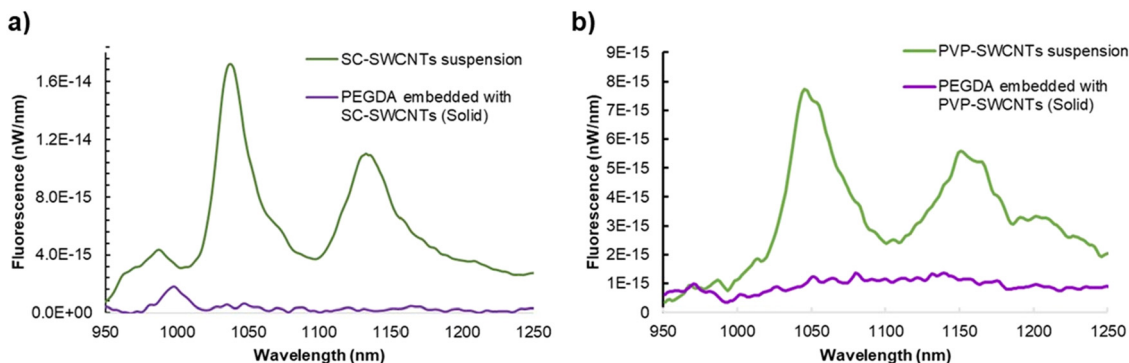 a)
SC-SWCNTs suspension
PEGDA embedded with
SC-SWCNTs (Solid)
Fluorescence (nW/nm)
1.6E-14
1.2E-14
8.0E-15
4.0E-15
0.0E+00
950 1000 1050 1100 1150 1200 1250
Wavelength (nm)
b)
PVP-SWCNTs suspension
PEGDA embedded with
PVP-SWCNTs (Solid)
Fluorescence (nW/nm)
9E-15
8E-15
7E-15
6E-15
5E-15
4E-15
3E-15
2E-15
1E-15
0
950 1000 1050 1100 1150 1200 1250
Wavelength (nm)